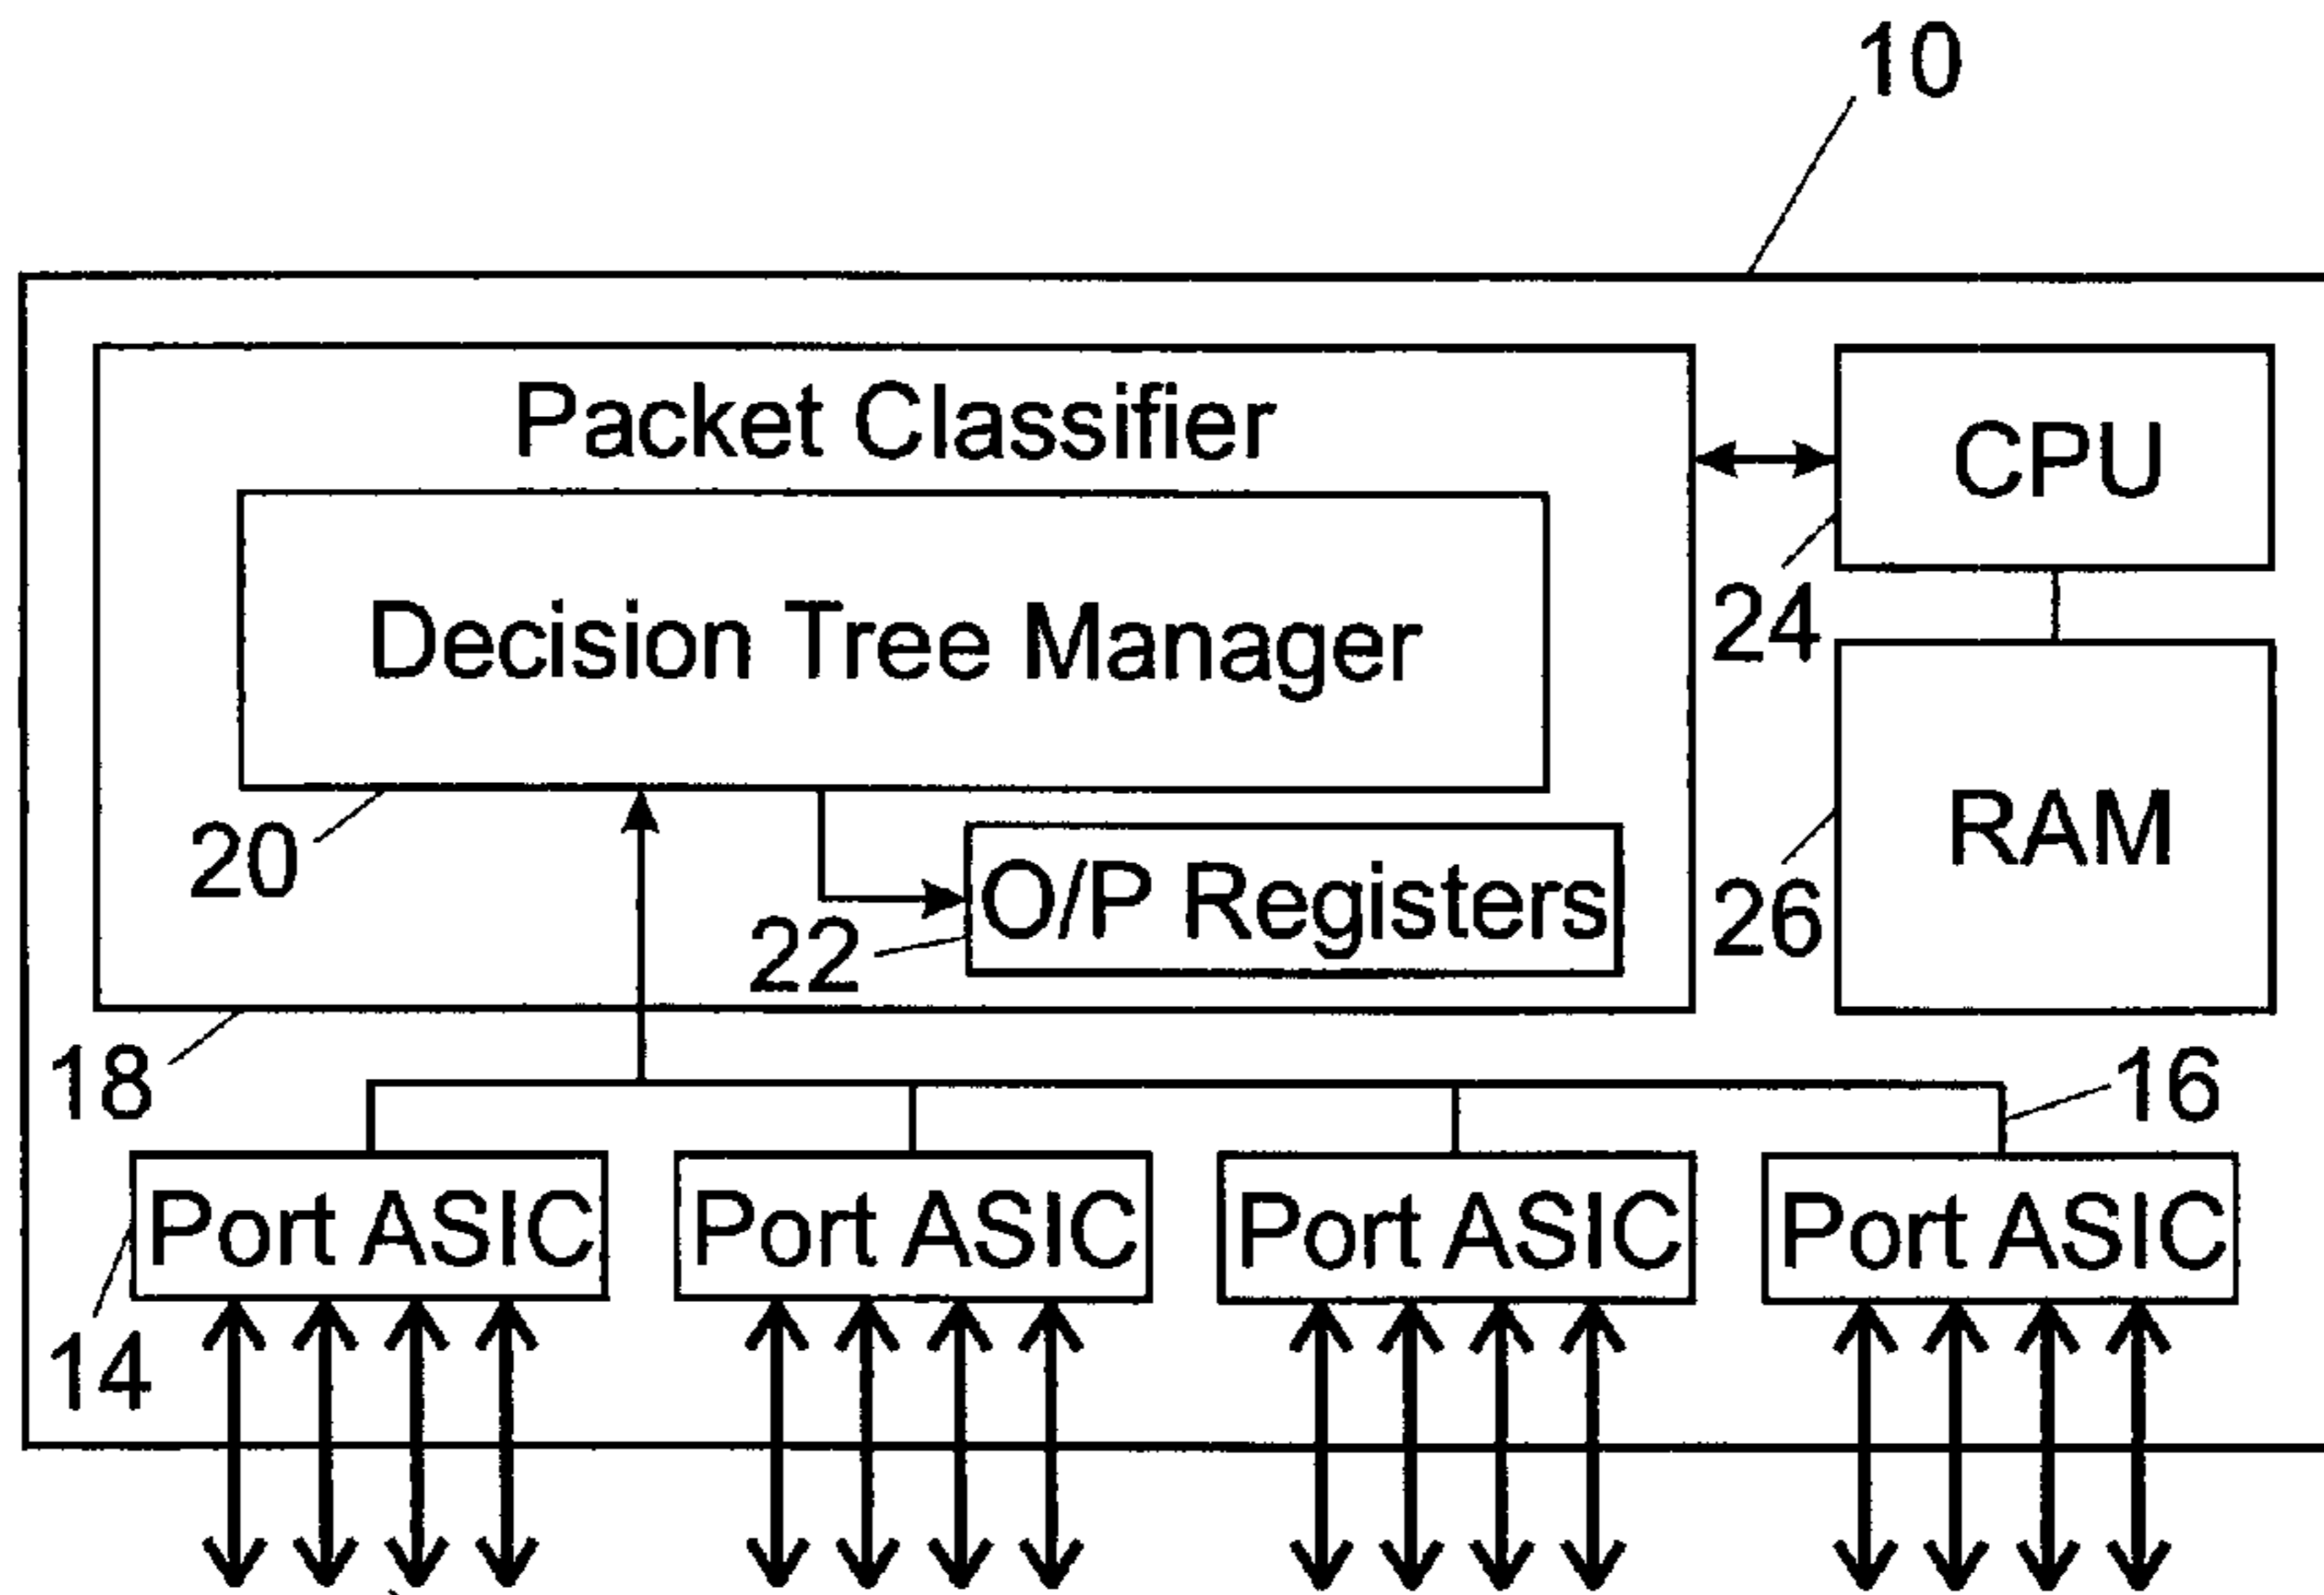 10
Packet Classifier
CPU
Decision Tree Manager
24
20
O/P Registers
22
RAM
26
18
16
Port ASIC
Port ASIC
Port ASIC
Port ASIC
14